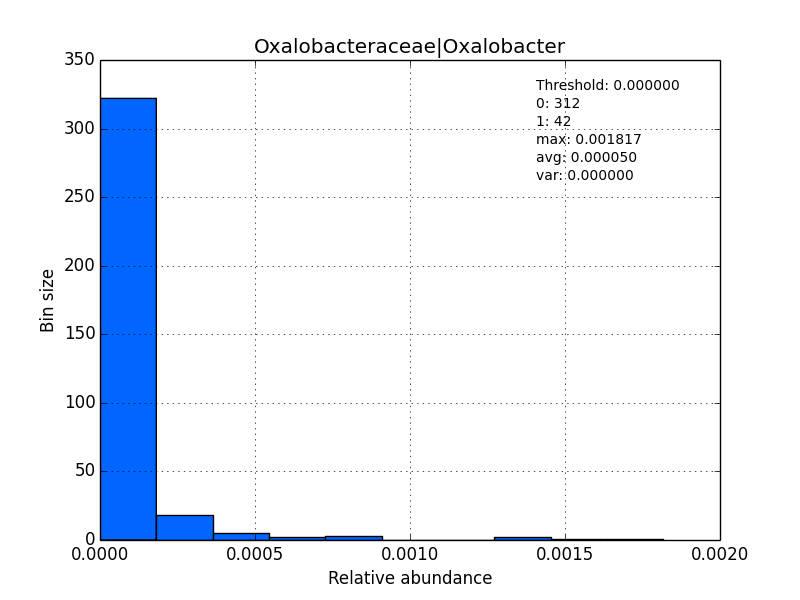 Oxalobacteraceae|Oxalobacter
350
300
250
200
150
100
50
0
Bin size
Threshold: 0.000000
0: 312
1: 42
max: 0.001817
avg: 0.000050
var: 0.000000
0.0000 0.0005 0.0010 0.0015 0.0020
Relative abundance